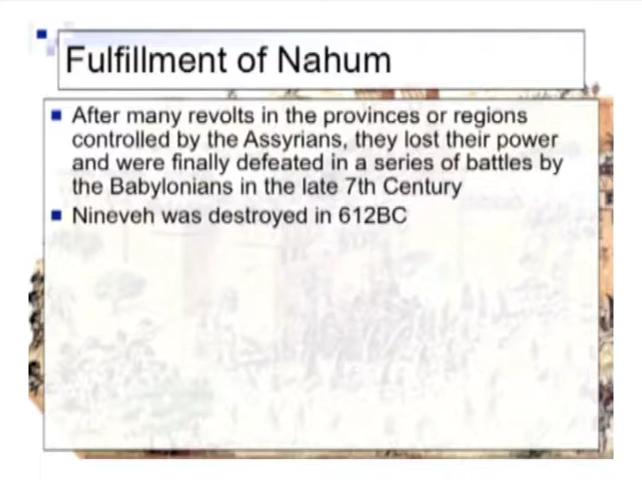 Fulfillment of Nahum
After many revolts in the provinces or regions
controlled by the Assyrians, they lost their power
and were finally defeated in a series of battles by
the Babylonians in the late 7th Century
Nineveh was destroyed in 612BC